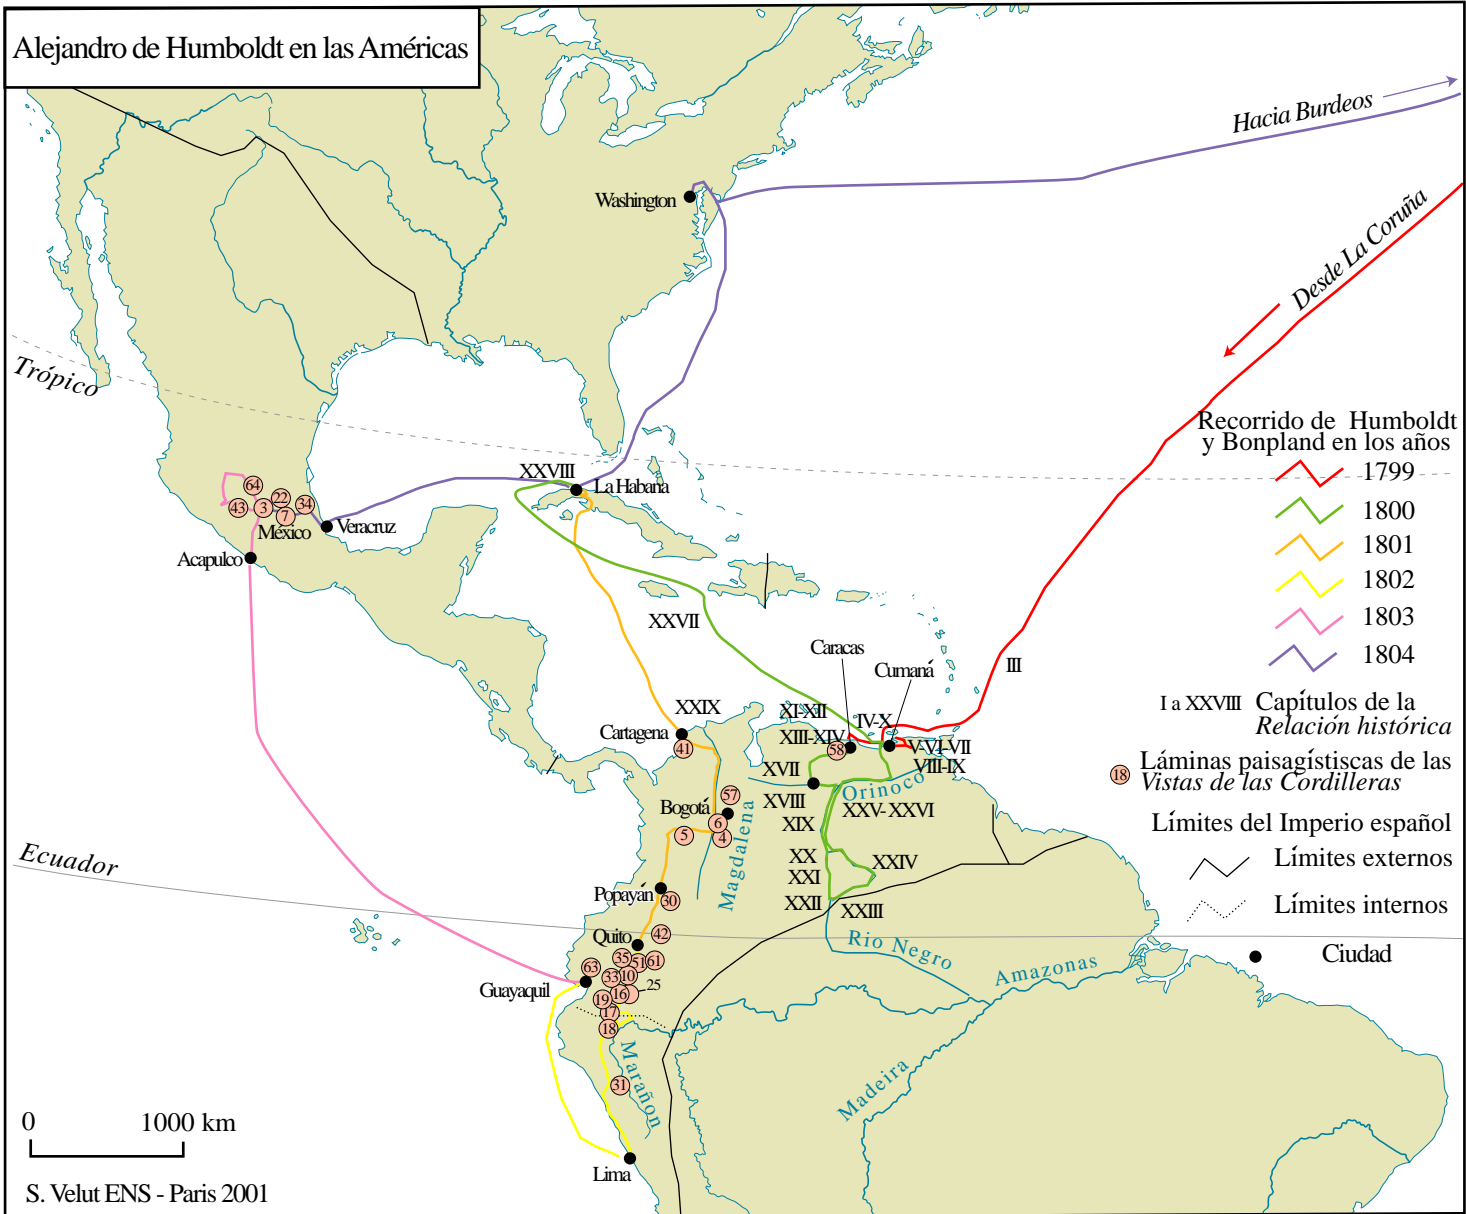 Alejandro de Humboldt en las Américas
Hacia Burdeos
Washington
Desde La Coruña
Trópico
Recorrido de Humboldt
y Bonpland en los años
1799
1800
1801
1802
1803
1804
I a XXVIII Capítulos de la
Relación histórica
18 Láminas paisagístiscas de las
Vistas de las Cordilleras
Límites del Imperio español
Límites externos
Límites internos
Ciudad
XXVIII
La Habana
64
22
34
43
3
7
México
Veracruz
Acapulco
XXVII
Caracas
Cumaná
III
XXIX
XI-XII
IV-X
Cartagena
41
XIII-XIV
58
V-VI-VII
VIII-IX
XVII
Orinoco
57
Bogotá
XVIII
XXV-XXVI
6
5
4
XIX
Magdalena
XX
XXIV
XXI
Ecuador
Popayán
30
XXII
XXIII
Quito
42
Rio Negro
35
51
61
63
33
10
Amazonas
Guayaquil
19
16
25
17
18
Marañon
31
Madeira
Lima
0 1000 km
S. Velut ENS - Paris 2001